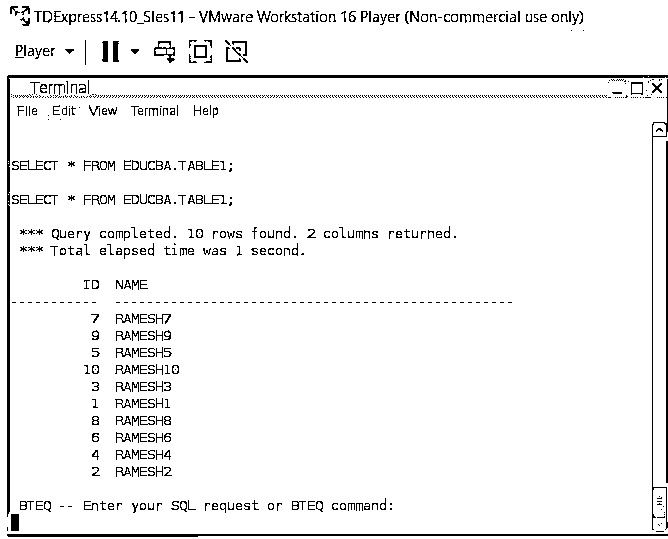 TDExpress14.10_Sles11 - VMware Workstation 16 Player (Non-commercial use only)
Player
Terminal
File Edit View Terminal Help
SELECT * FROM EDUCBA.TABLE1;
SELECT * FROM EDUCBA.TABLE1;
*** Query completed. 10 rows found. 2 columns returned.
*** Total elapsed time was 1 second.
ID NAME
----------- --------------------------------------------------
7 RAMESH7
9 RAMESH9
5 RAMESH5
10 RAMESH10
3 RAMESH3
1 RAMESH1
8 RAMESH8
6 RAMESH6
4 RAMESH4
2 RAMESH2
BTEQ -- Enter your SQL request or BTEQ command: